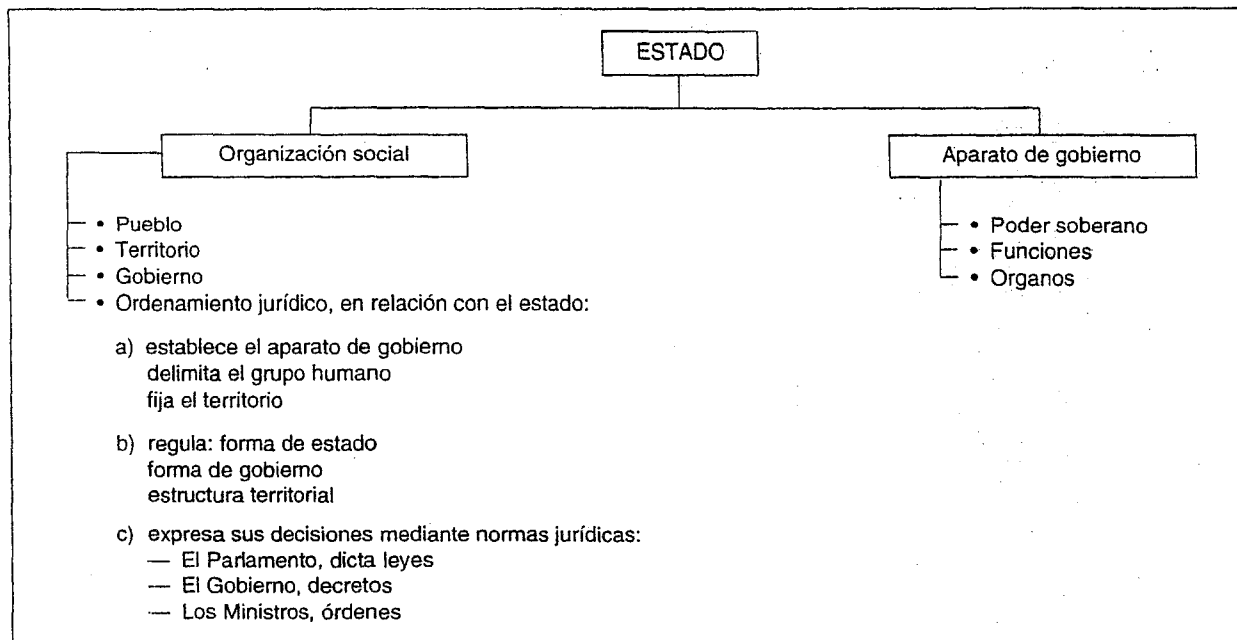 ESTADO
Organización social
Aparato de gobierno
• Pueblo
• Territorio
• Gobierno
• Ordenamiento jurídico, en relación con el estado:
a) establece el aparato de gobierno
delimita el grupo humano
fija el territorio
b) regula: forma de estado
forma de gobierno
estructura territorial
c) expresa sus decisiones mediante normas jurídicas:
— El Parlamento, dicta leyes
— El Gobierno, decretos
— Los Ministros, órdenes
• Poder soberano
• Funciones
• Organos